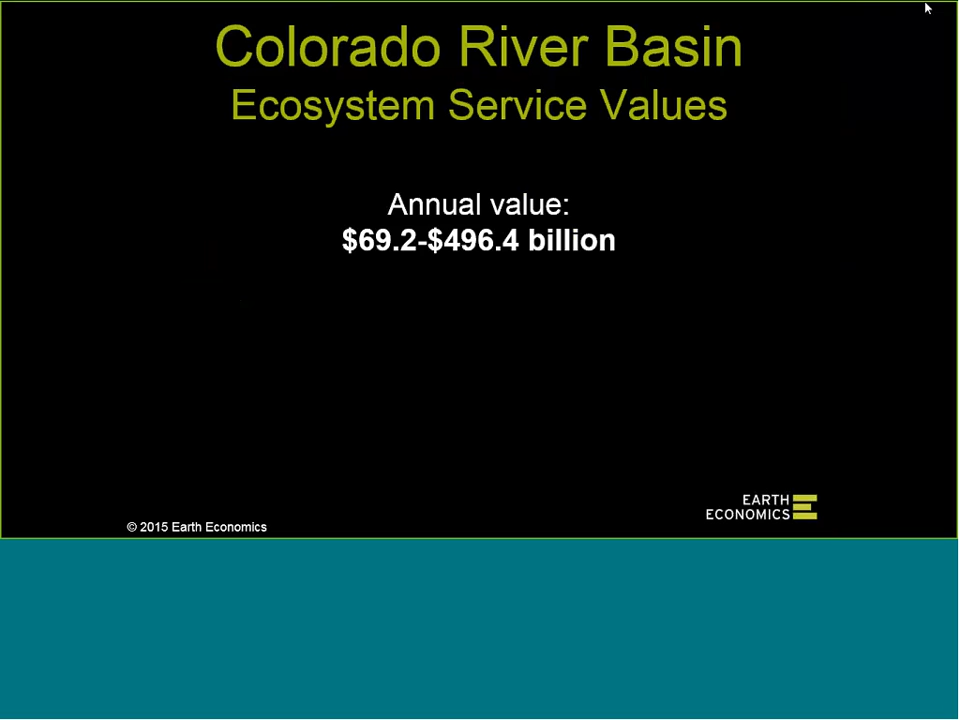 Colorado River Basin
Ecosystem Service Values
Annual value:
$69.2-$496.4 billion
EARTH
ECONOMICS
© 2015 Earth Economics